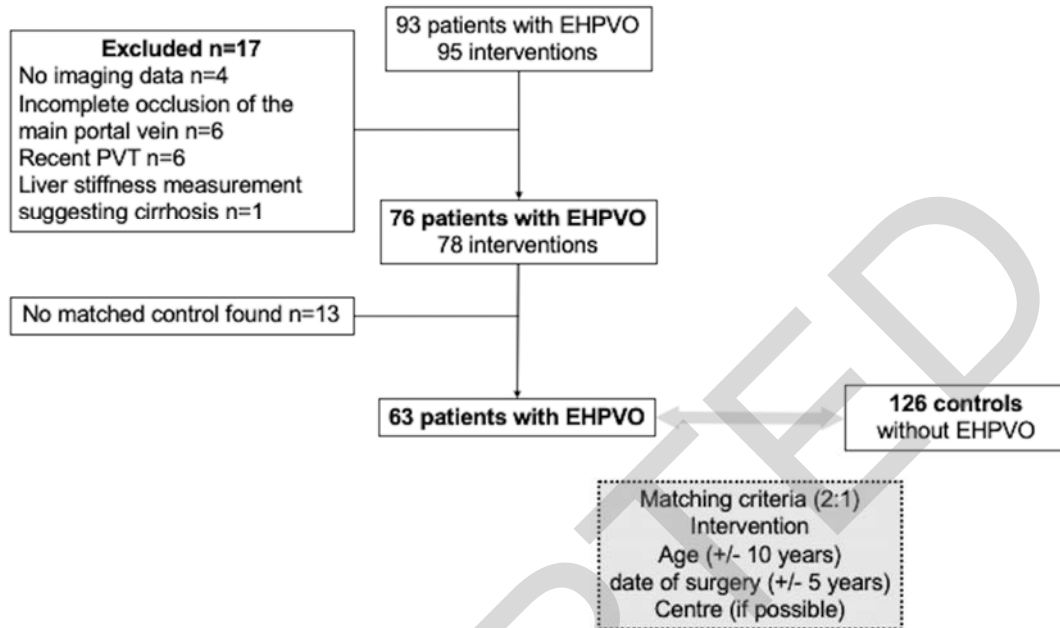 93 patients with EHPVO
95 interventions
Excluded n=17
No imaging data n=4
Incomplete occlusion of the
main portal vein n=6
Recent PVT n=6
Liver stiffness measurement
suggesting cirrhosis n=1
76 patients with EHPVO
78 interventions
No matched control found n=13
63 patients with EHPVO
126 controls
without EHPVO
Matching criteria (2:1)
Intervention
Age (+/- 10 years)
date of surgery (+/- 5 years)
Centre (if possible)
PTED